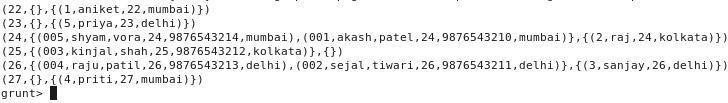 (22,{},{(1,aniket,22,mumbai)})
(23,{},{(5,priya,23,delhi)})
(24,{(005,shyam,vora,24,9876543214,mumbai),(001,akash,patel,24,9876543210,mumbai)},{(2,raj,24,kolkata)})
(25,{(003,kinjal,shah,25,9876543212,kolkata)},{})
(26,{(004,raju,patil,26,9876543213,delhi),(002,sejal,tiwari,26,9876543211,delhi)},{(3,sanjay,26,delhi)})
(27,{},{(4,priti,27,mumbai)})
grunt>